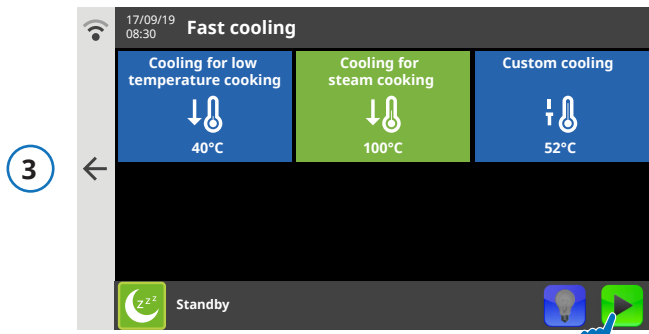 3
17/09/19
08:30
Fast cooling
Cooling for low
temperature cooking
40°C
Cooling for
steam cooking
100°C
Custom cooling
52°C
zzz
Standby